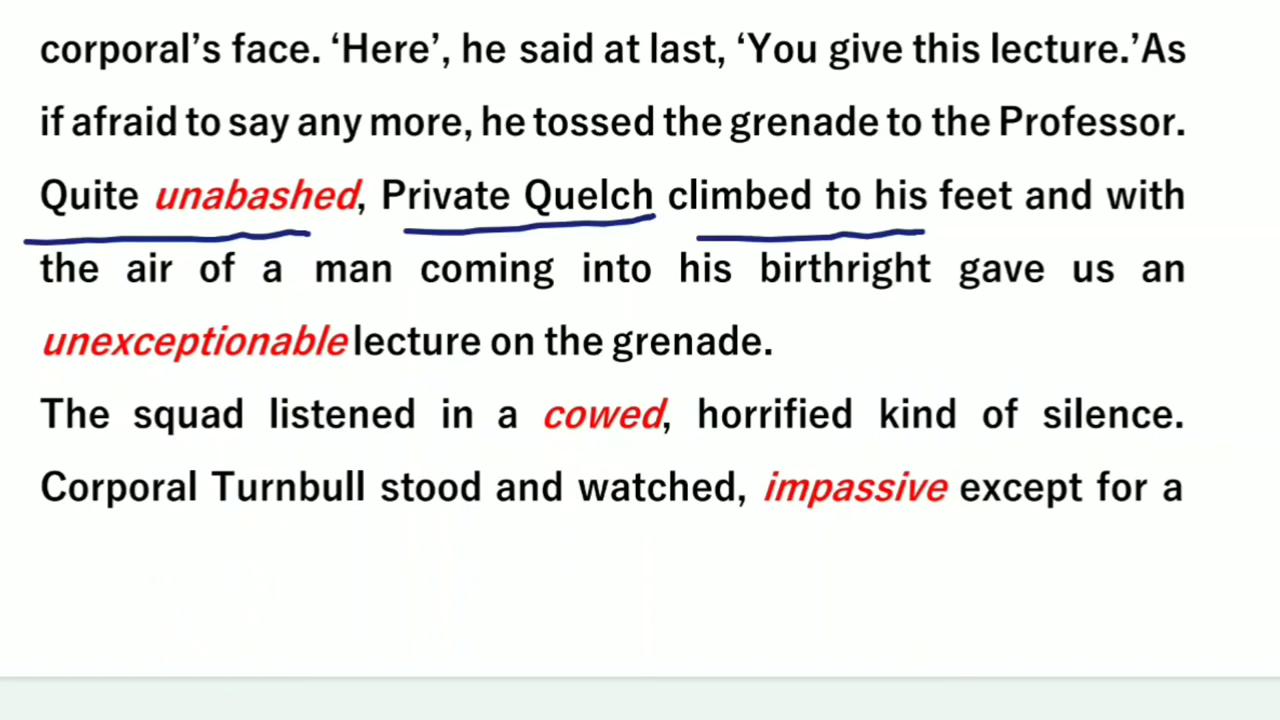 corporal's face. ‘Here’, he said at last, ‘You give this lecture.’As
if afraid to say any more, he tossed the grenade to the Professor.
Quite unabashed, Private Quelch climbed to his feet and with
the air of a man coming into his birthright gave us an
unexceptionable lecture on the grenade.
The squad listened in a cowed, horrified kind of silence.
Corporal Turnbull stood and watched, impassive except for a